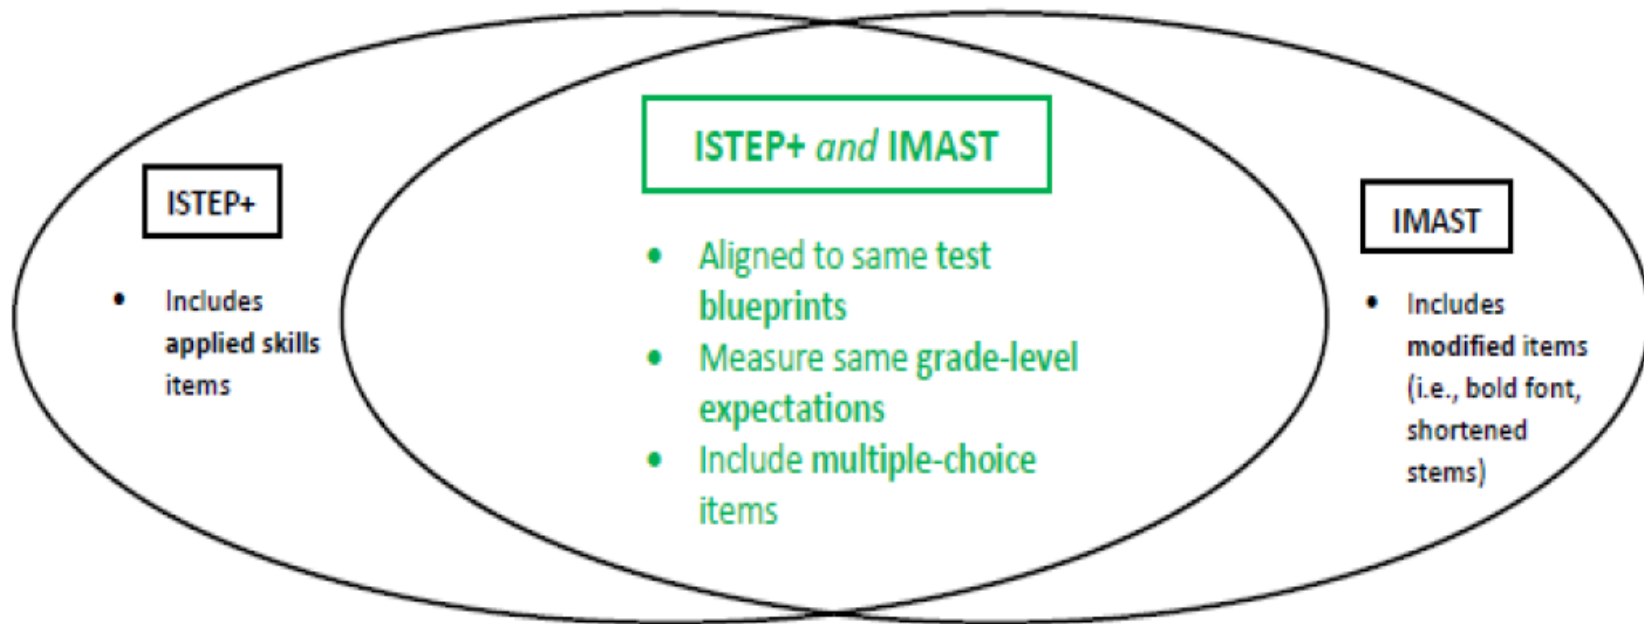 ISTEP+
• Includes
applied skills
items
ISTEP+ and IMAST
• Aligned to same test
blueprints
• Measure same grade-level
expectations
• Include multiple-choice
items
IMAST
• Includes
modified items
(i.e., bold font,
shortened
stems)